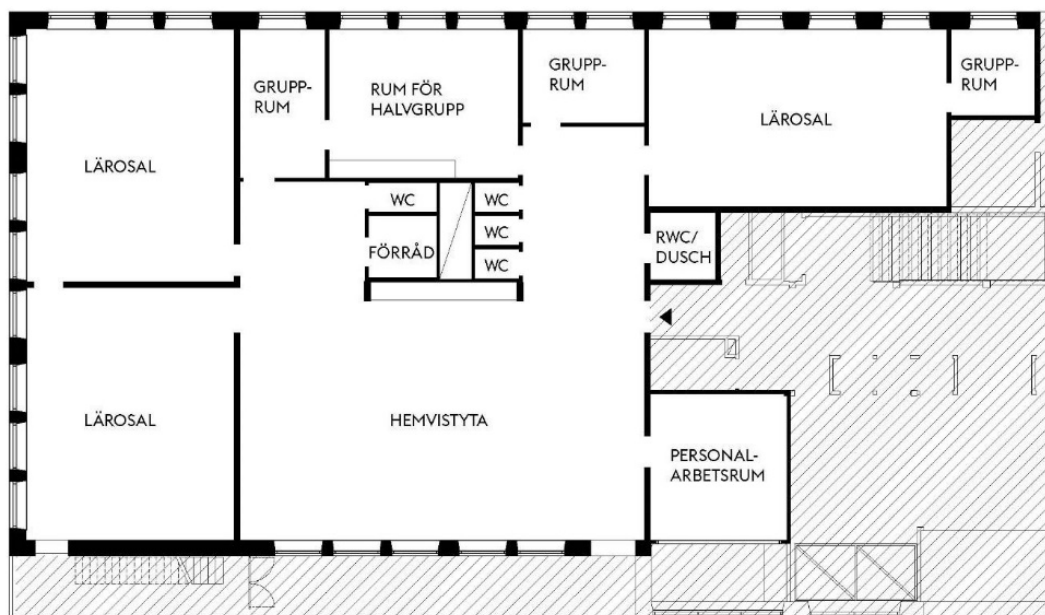 GRUPP-
RUM
RUM FÖR
HALVGRUPP
GRUPP-
RUM
LÄROSAL
GRUPP-
RUM
LÄROSAL
WC
WC
WC
WC
FÖRRÅD
RWC/
DUSCH
LÄROSAL
HEMVISTYTA
PERSONAL-
ARBETSRUM